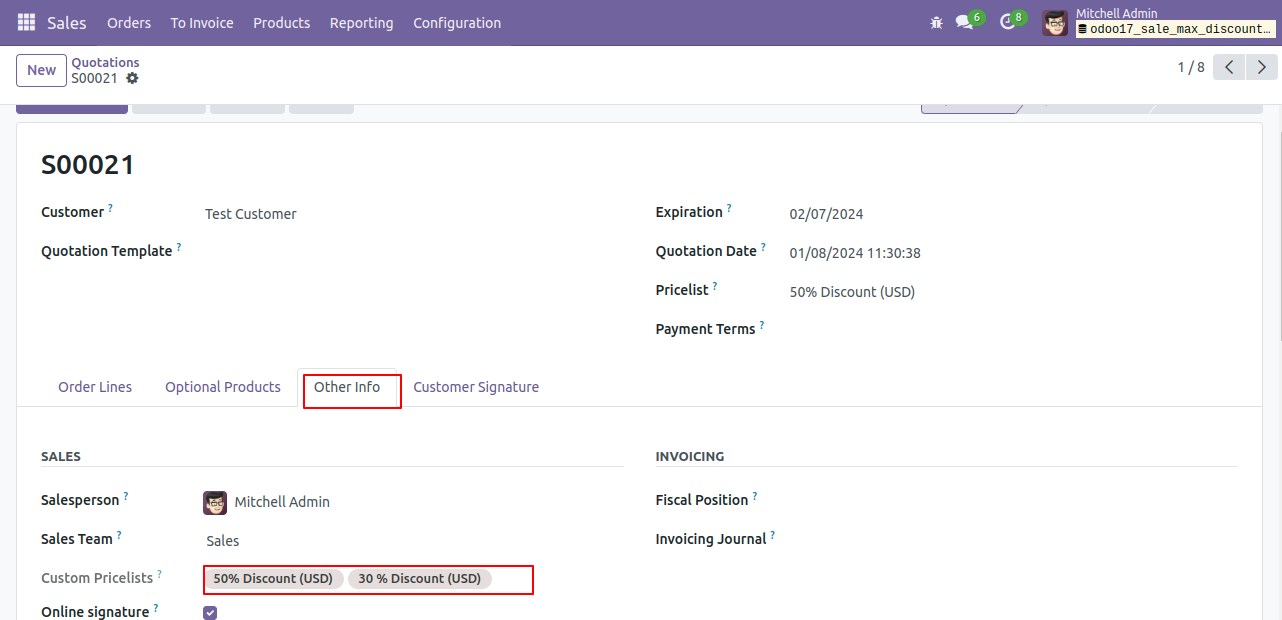 Sales Orders To Invoice Products Reporting Configuration 6 8 Mitchell Admin
odoo17_sale_max_discount...
New Quotations
S00021
1 / 8
S00021
Customer ? Test Customer
Expiration ? 02/07/2024
Quotation Template ?
Quotation Date ? 01/08/2024 11:30:38
Pricelist ? 50% Discount (USD)
Payment Terms ?
Order Lines Optional Products Other Info Customer Signature
SALES
INVOICING
Salesperson ? Mitchell Admin
Fiscal Position ?
Sales Team ? Sales
Invoicing Journal ?
Custom Pricelists ? 50% Discount (USD) 30 % Discount (USD)
Online signature ?